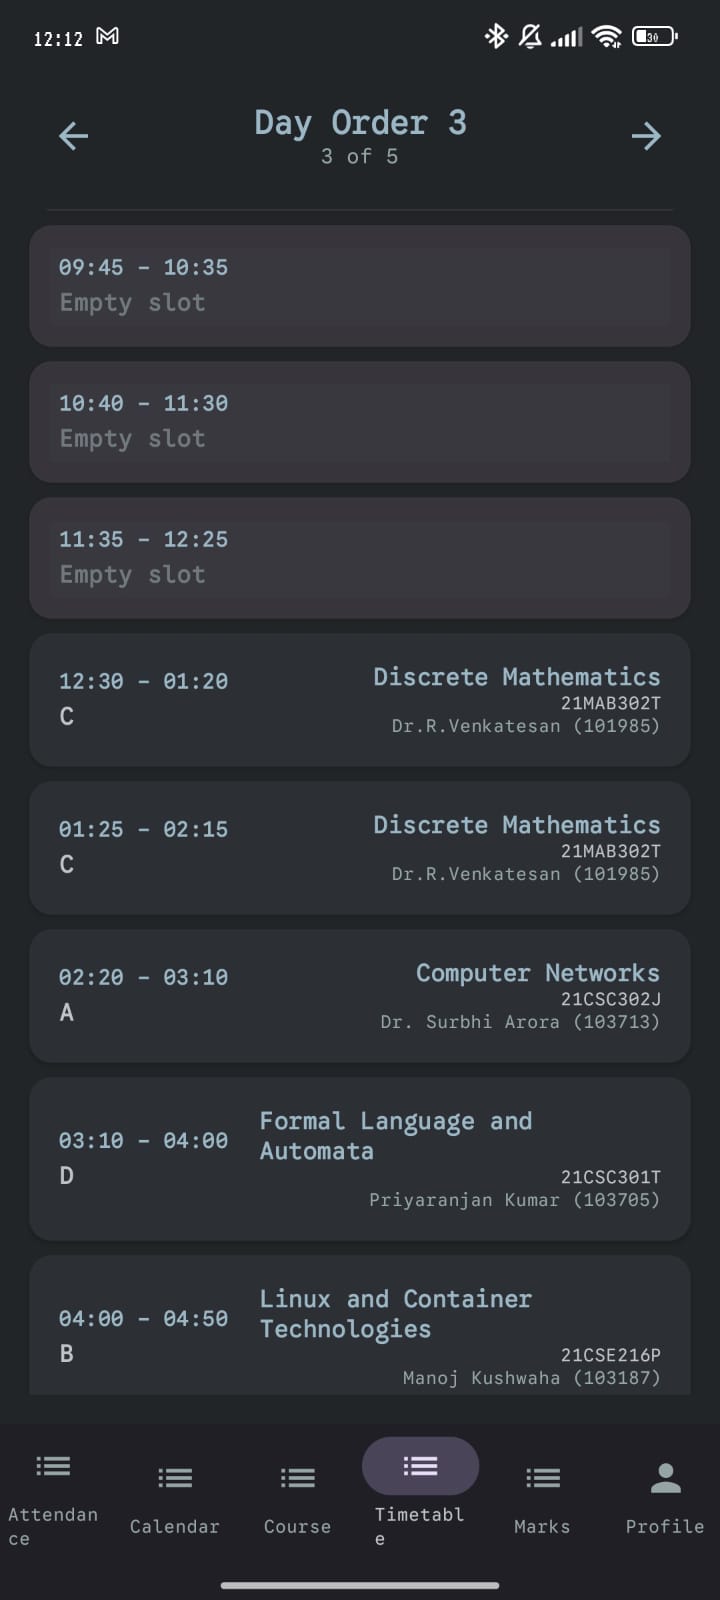 12:12
30
Day Order 3
3 of 5
09:45 - 10:35
Empty slot
10:40 - 11:30
Empty slot
11:35 - 12:25
Empty slot
12:30 - 01:20
C
Discrete Mathematics
21MAB302T
Dr.R.Venkatesan (101985)
01:25 - 02:15
C
Discrete Mathematics
21MAB302T
Dr.R.Venkatesan (101985)
02:20 - 03:10
A
Computer Networks
21CSC302J
Dr. Surbhi Arora (103713)
03:10 - 04:00
D
Formal Language and
Automata
21CSC301T
Priyaranjan Kumar (103705)
04:00 - 04:50
B
Linux and Container
Technologies
21CSE216P
Manoj Kushwaha (103187)
Attendan
ce
Calendar
Course
Timetabl
e
Marks
Profile